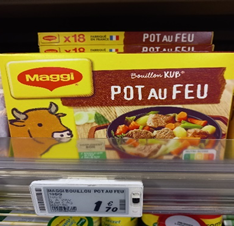 x18
POT AU FEU
x18
POT AU FEU
Maggi
Bouillon KUB
POT AU FEU
MAGGI BOUILLON POT AU FEU
1€70